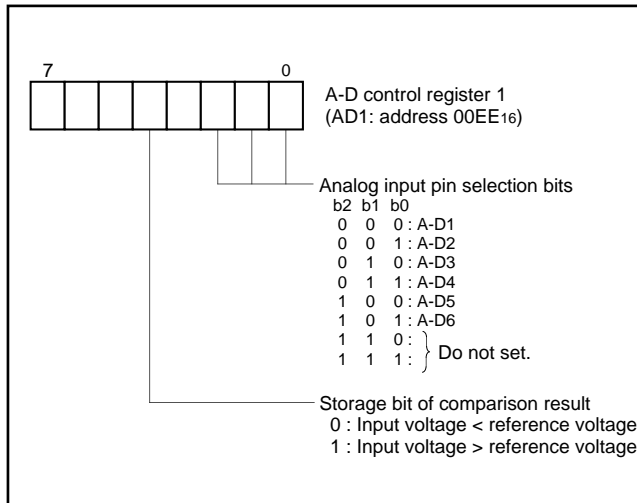 7 0
A-D control register 1
(AD1: address 00EE16)
Analog input pin selection bits
b2 b1 b0
0 0 0 : A-D1
0 0 1 : A-D2
0 1 0 : A-D3
0 1 1 : A-D4
1 0 0 : A-D5
1 0 1 : A-D6
1 1 0 :
1 1 1 :
Do not set.
Storage bit of comparison result
0 : Input voltage < reference voltage
1 : Input voltage > reference voltage